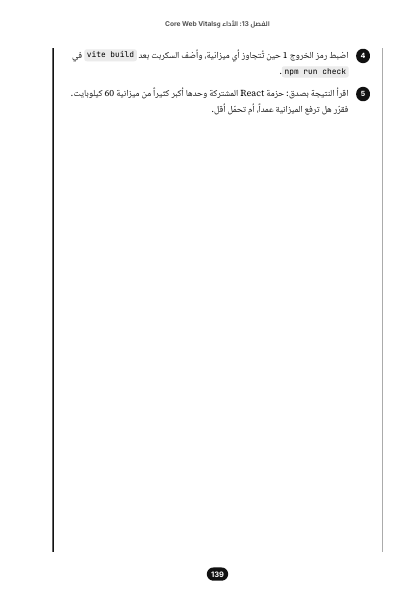 الفصل 13: الأداء وCore Web Vitals
4 اضبط رمز الخروج 1 حين تُتجاوز أي ميزانية، وأضف السكربت بعد vite build في
npm run check.
5 اقرأ النتيجة بصدق: حزمة React المشتركة وحدها أكبر كثيراً من ميزانية 60 كيلوبايت.
فقرّر هل ترفع الميزانية عمداً، أم تحمّل أقل.
139